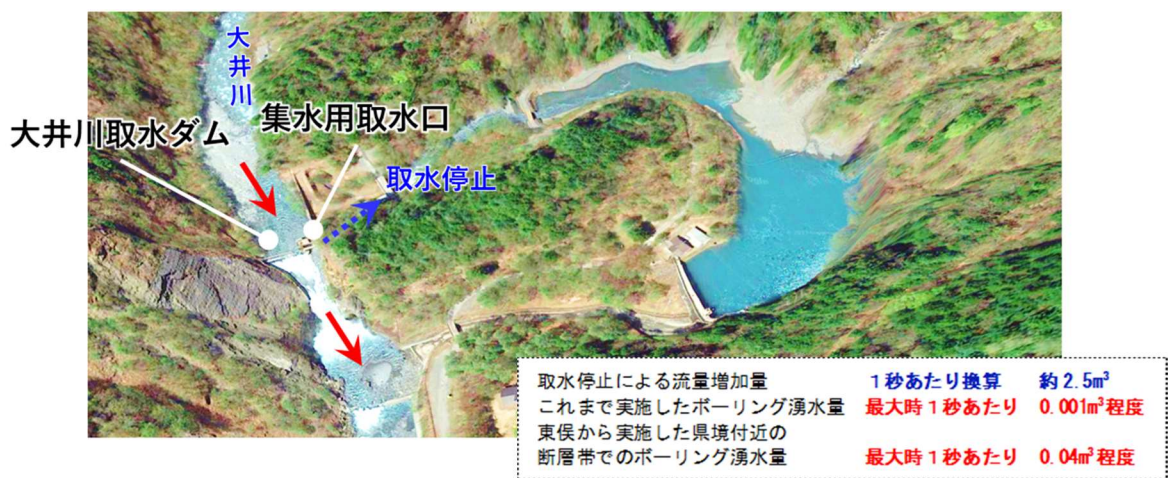 大井川
大井川取水ダム
集水用取水口
取水停止
取水停止による流量増加量 1秒あたり換算 約2.5m³
これまで実施したボーリング湧水量 最大時1秒あたり 0.001m³程度
東俣から実施した県境付近の
断層帯でのボーリング湧水量 最大時1秒あたり 0.04m³程度